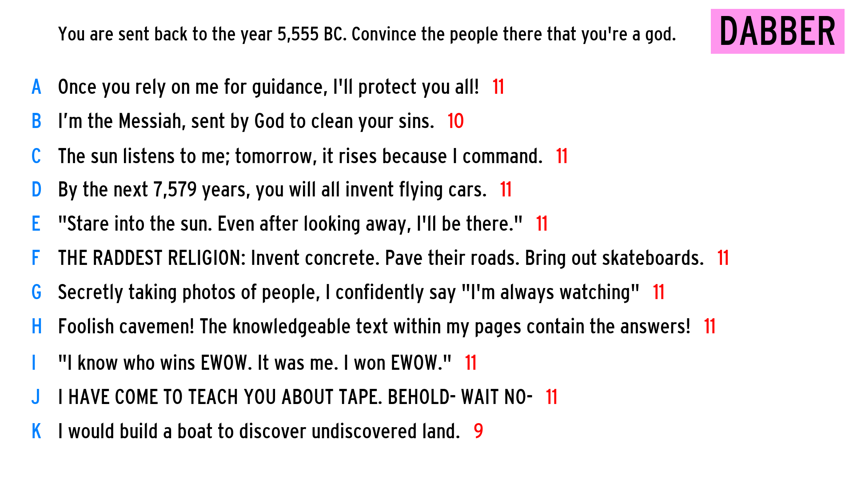 You are sent back to the year 5,555 BC. Convince the people there that you're a god.
DABBER
A Once you rely on me for guidance, I'll protect you all! 11
B I’m the Messiah, sent by God to clean your sins. 10
C The sun listens to me; tomorrow, it rises because I command. 11
D By the next 7,579 years, you will all invent flying cars. 11
E "Stare into the sun. Even after looking away, I'll be there." 11
F THE RADDEST RELIGION: Invent concrete. Pave their roads. Bring out skateboards. 11
G Secretly taking photos of people, I confidently say "I'm always watching" 11
H Foolish cavemen! The knowledgeable text within my pages contain the answers! 11
I "I know who wins EWOW. It was me. I won EWOW." 11
J I HAVE COME TO TEACH YOU ABOUT TAPE. BEHOLD- WAIT NO- 11
K I would build a boat to discover undiscovered land. 9